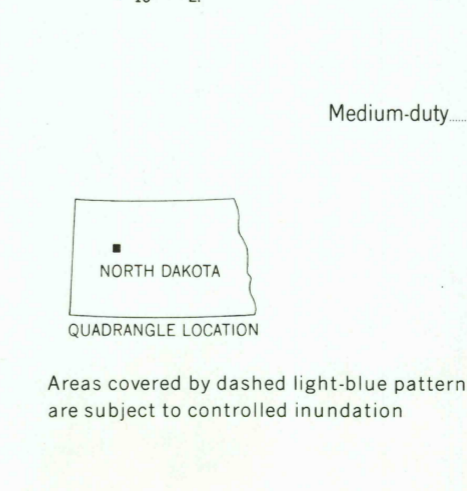 Medium-duty
NORTH DAKOTA
QUADRANGLE LOCATION
Areas covered by dashed light-blue pattern
are subject to controlled inundation